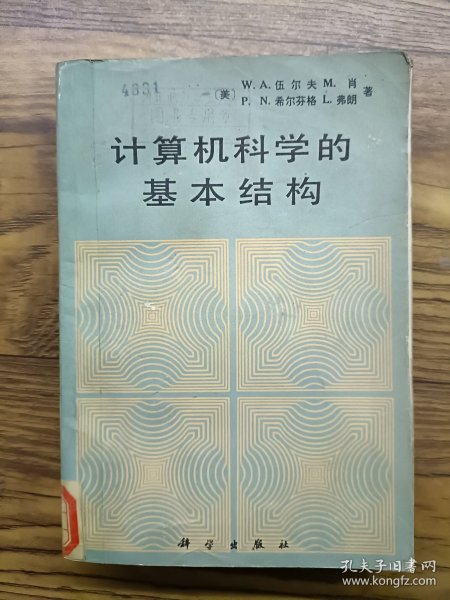 4631
〔美〕
W. A. 伍尔夫 M. 肖
P. N. 希尔芬格 L. 弗朗
著
计算机科学的
基本结构
科学出版社
孔夫子旧书网
www.kongfz.com